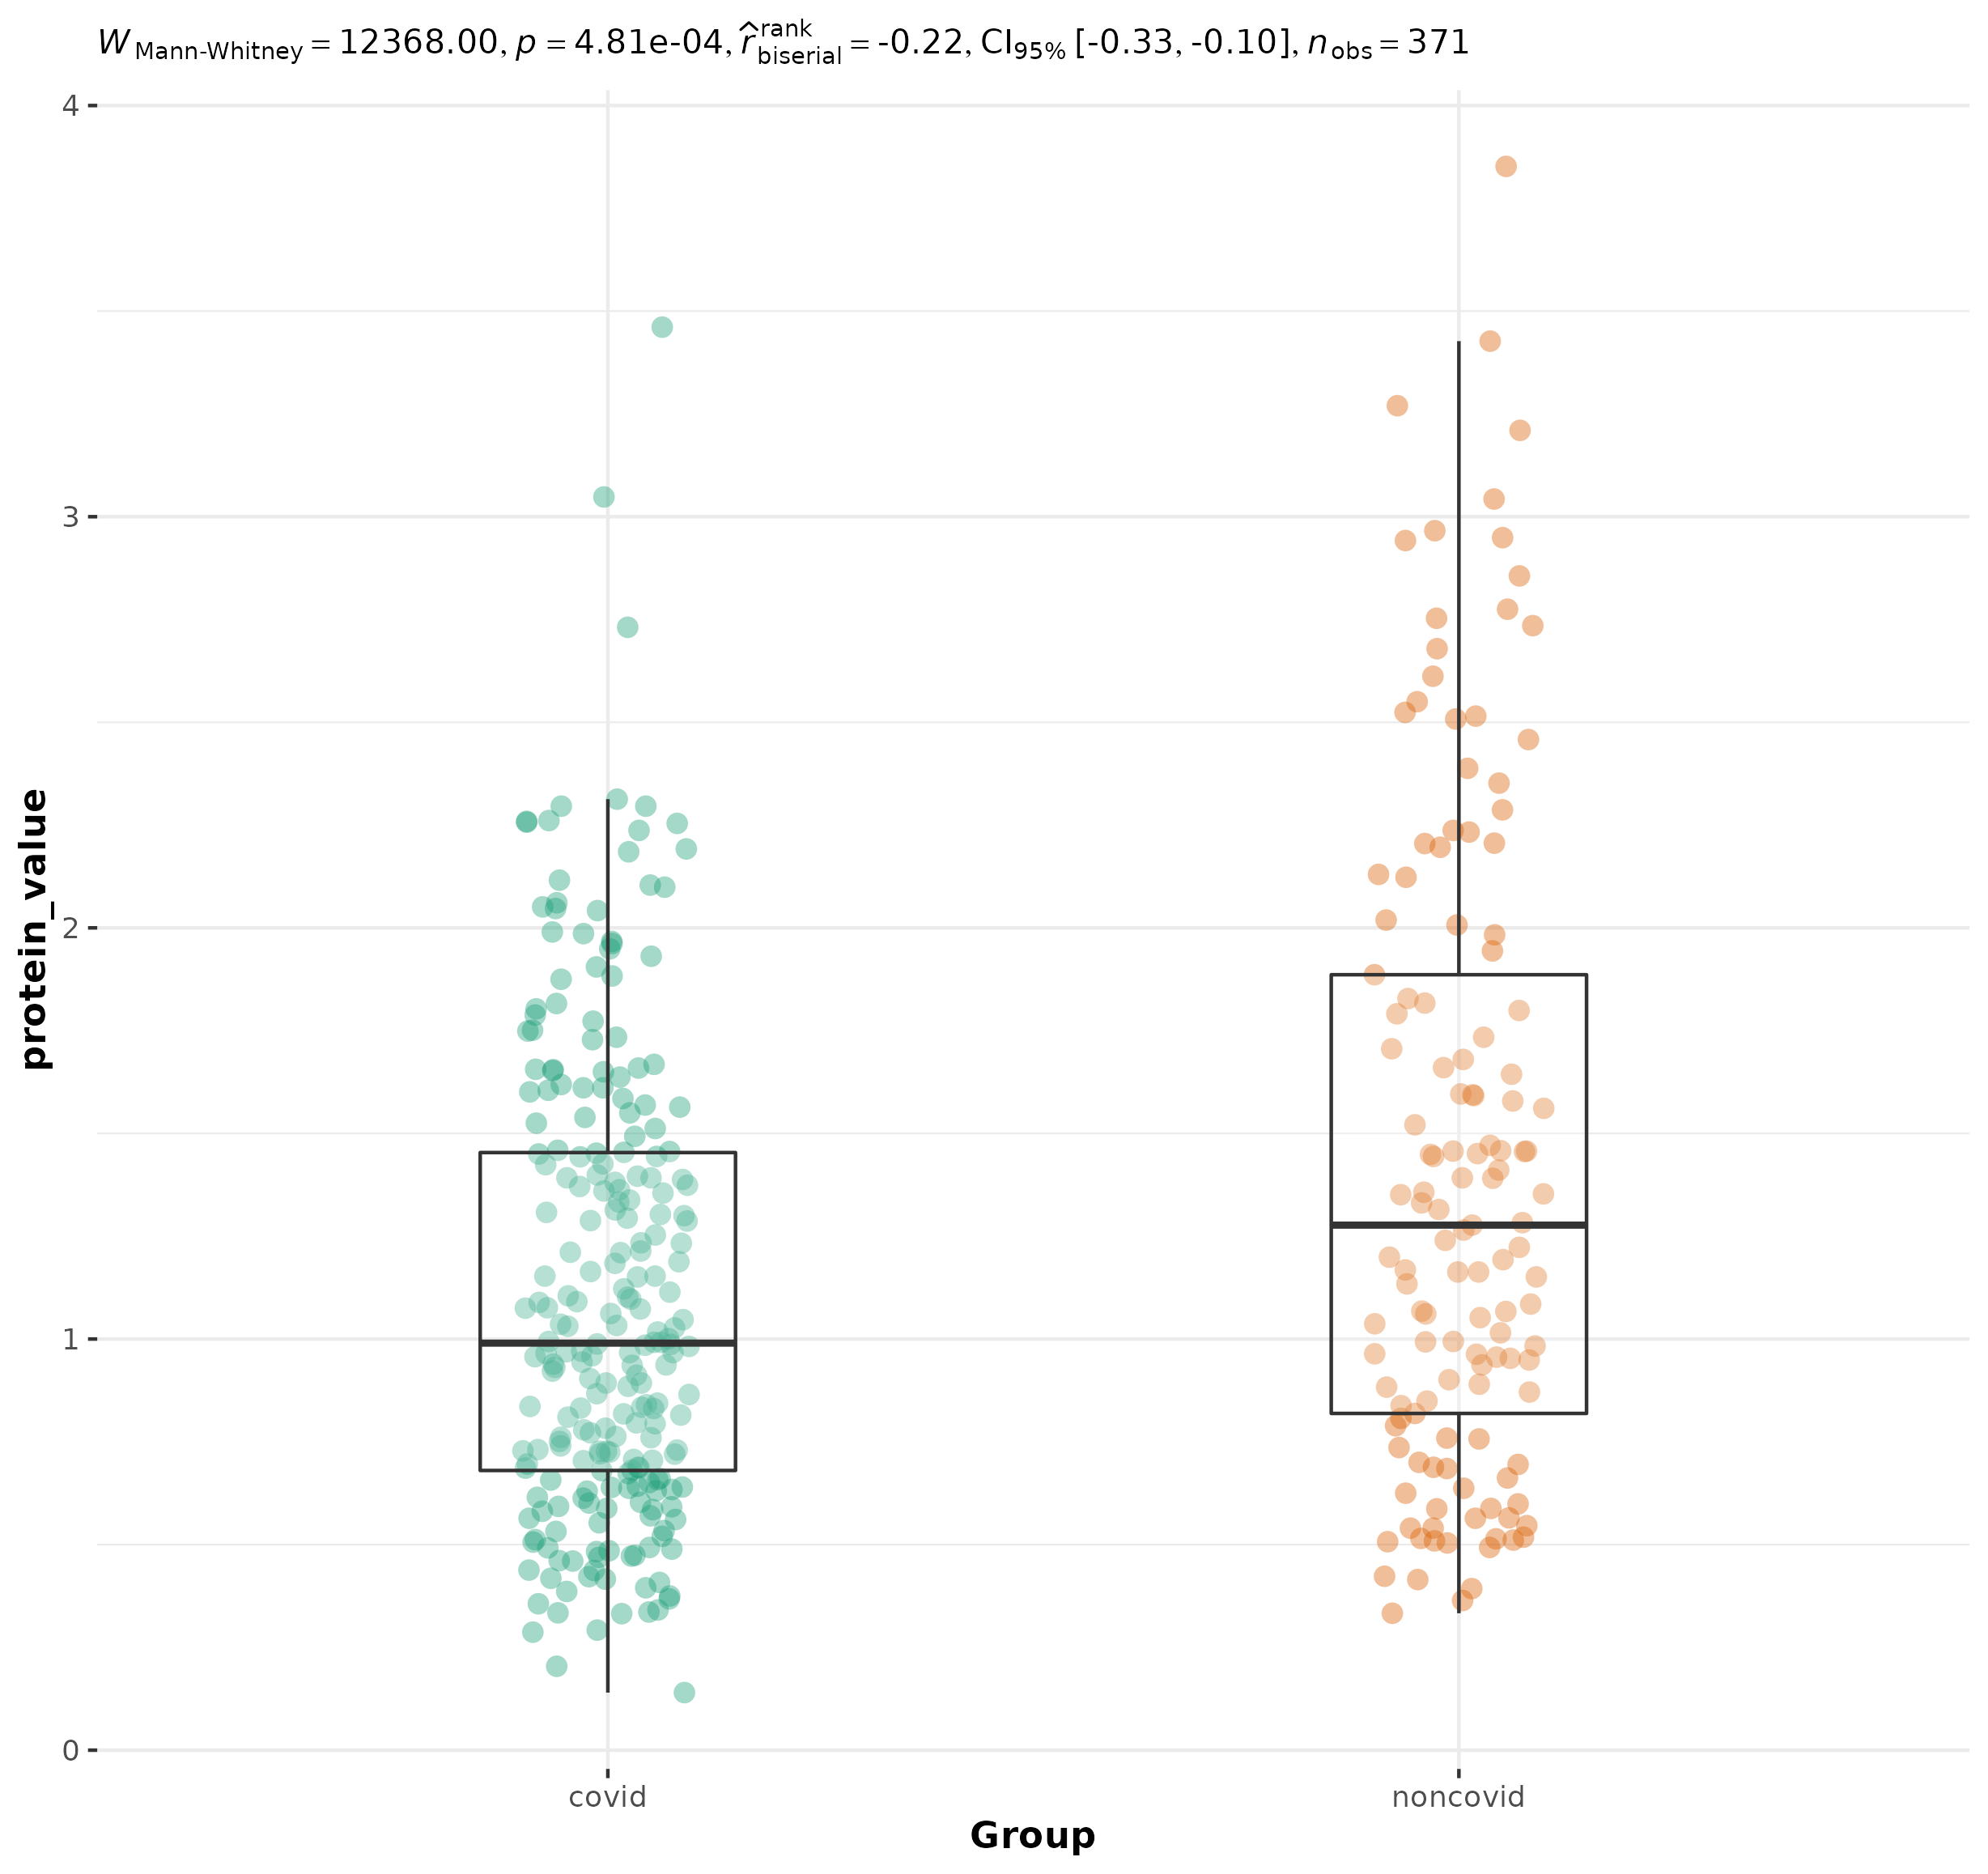 W Mann-Whitney = 12368.00, p = 4.81e-04, r̂ rank biserial = -0.22, CI95% [-0.33, -0.10], nobs = 371
4
3
2
1
0
protein_value
covid noncovid
Group